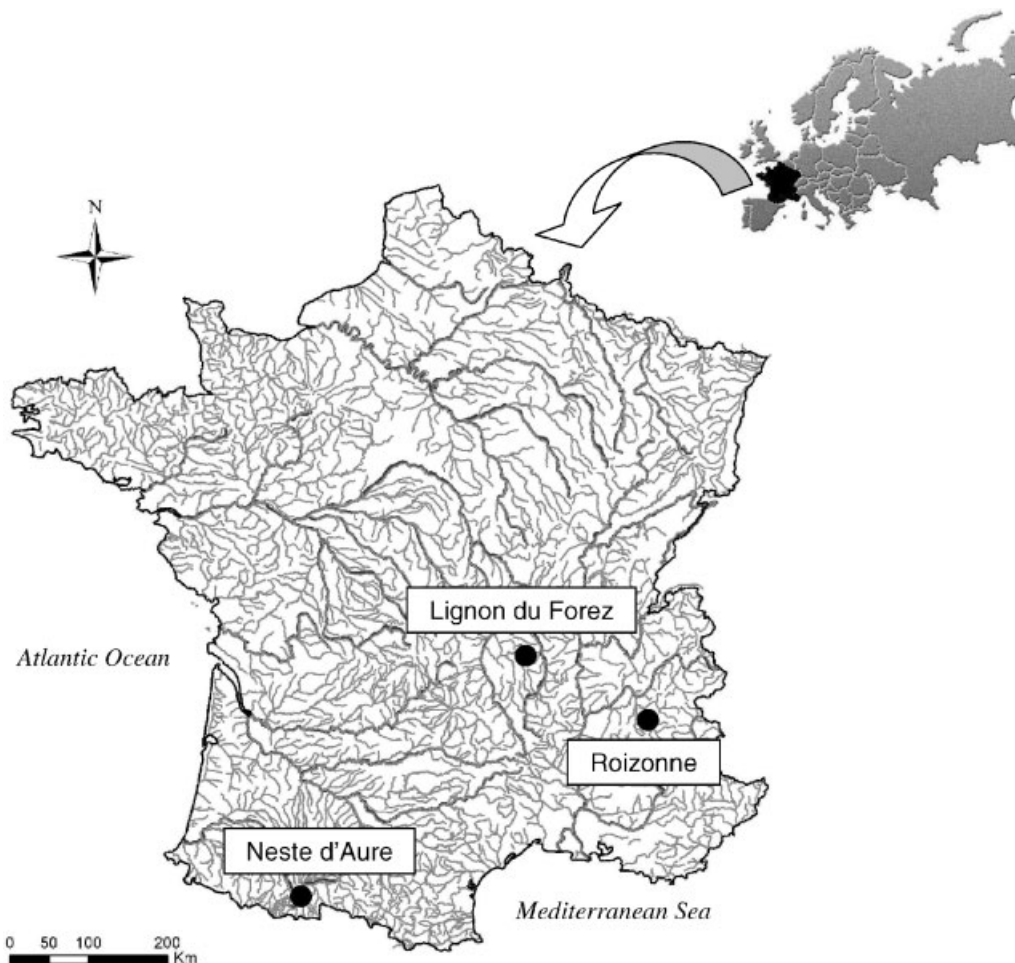 N
Lignon du Forez
Atlantic Ocean
Roizonne
Neste d'Aure
Mediterranean Sea
0 50 100 200
Km